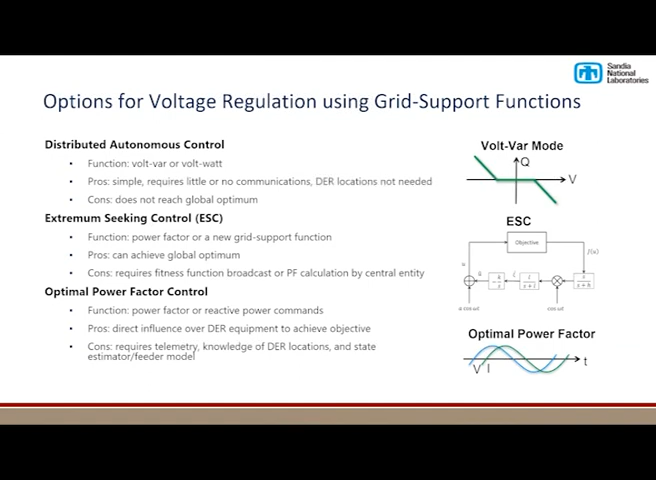 Sandia
National
Laboratories
Options for Voltage Regulation using Grid-Support Functions
Distributed Autonomous Control
• Function: volt-var or volt-watt
• Pros: simple, requires little or no communications, DER locations not needed
• Cons: does not reach global optimum
Extremum Seeking Control (ESC)
• Function: power factor or a new grid-support function
• Pros: can achieve global optimum
• Cons: requires fitness function broadcast or PF calculation by central entity
Optimal Power Factor Control
• Function: power factor or reactive power commands
• Pros: direct influence over DER equipment to achieve objective
• Cons: requires telemetry, knowledge of DER locations, and state
estimator/feeder model
Volt-Var Mode
Q
V
ESC
Objective
Optimal Power Factor
t
V I